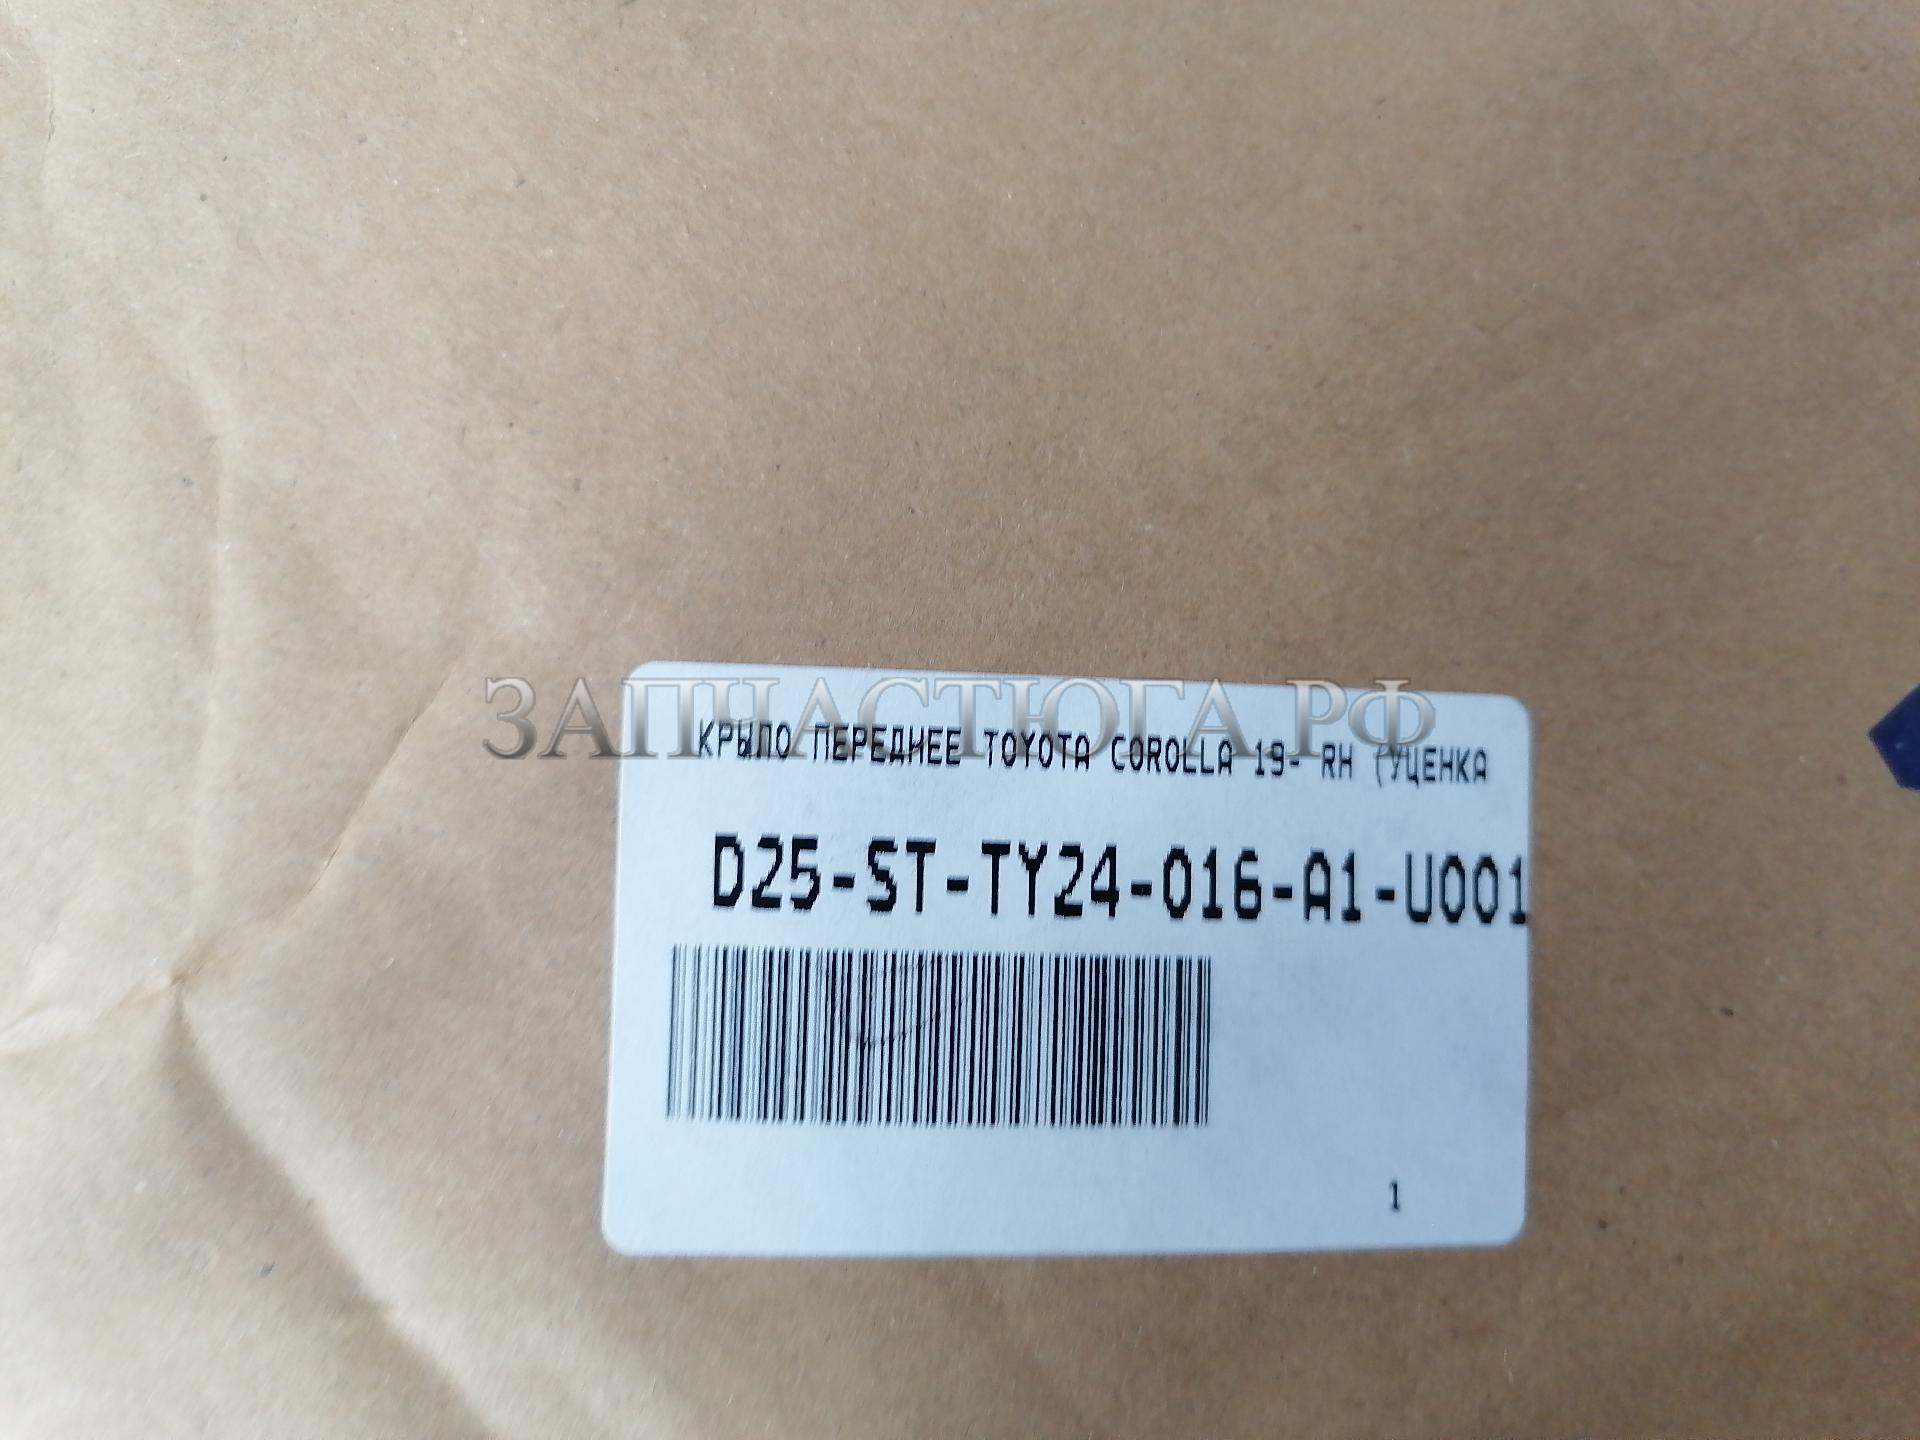 ЗАПЧАСТЮГА.РФ
КРЫЛО ПЕРЕДНЕЕ TOYOTA COROLLA 19- RH (УЦЕНКА
D25-ST-TY24-016-A1-U001
1